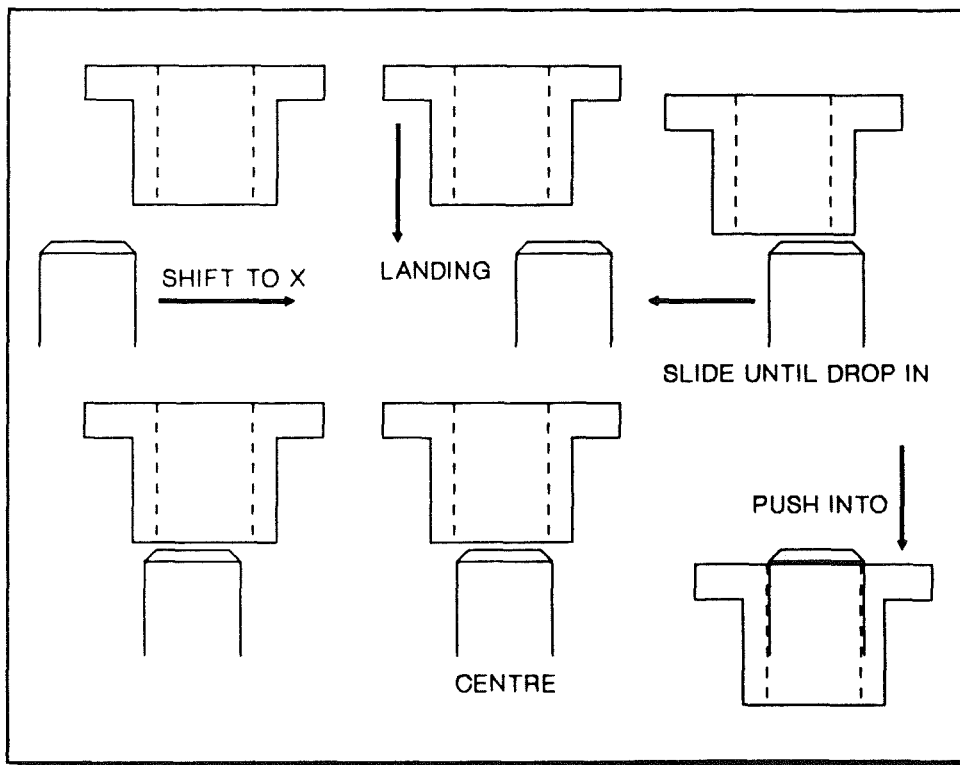 SHIFT TO X
LANDING
SLIDE UNTIL DROP IN
CENTRE
PUSH INTO